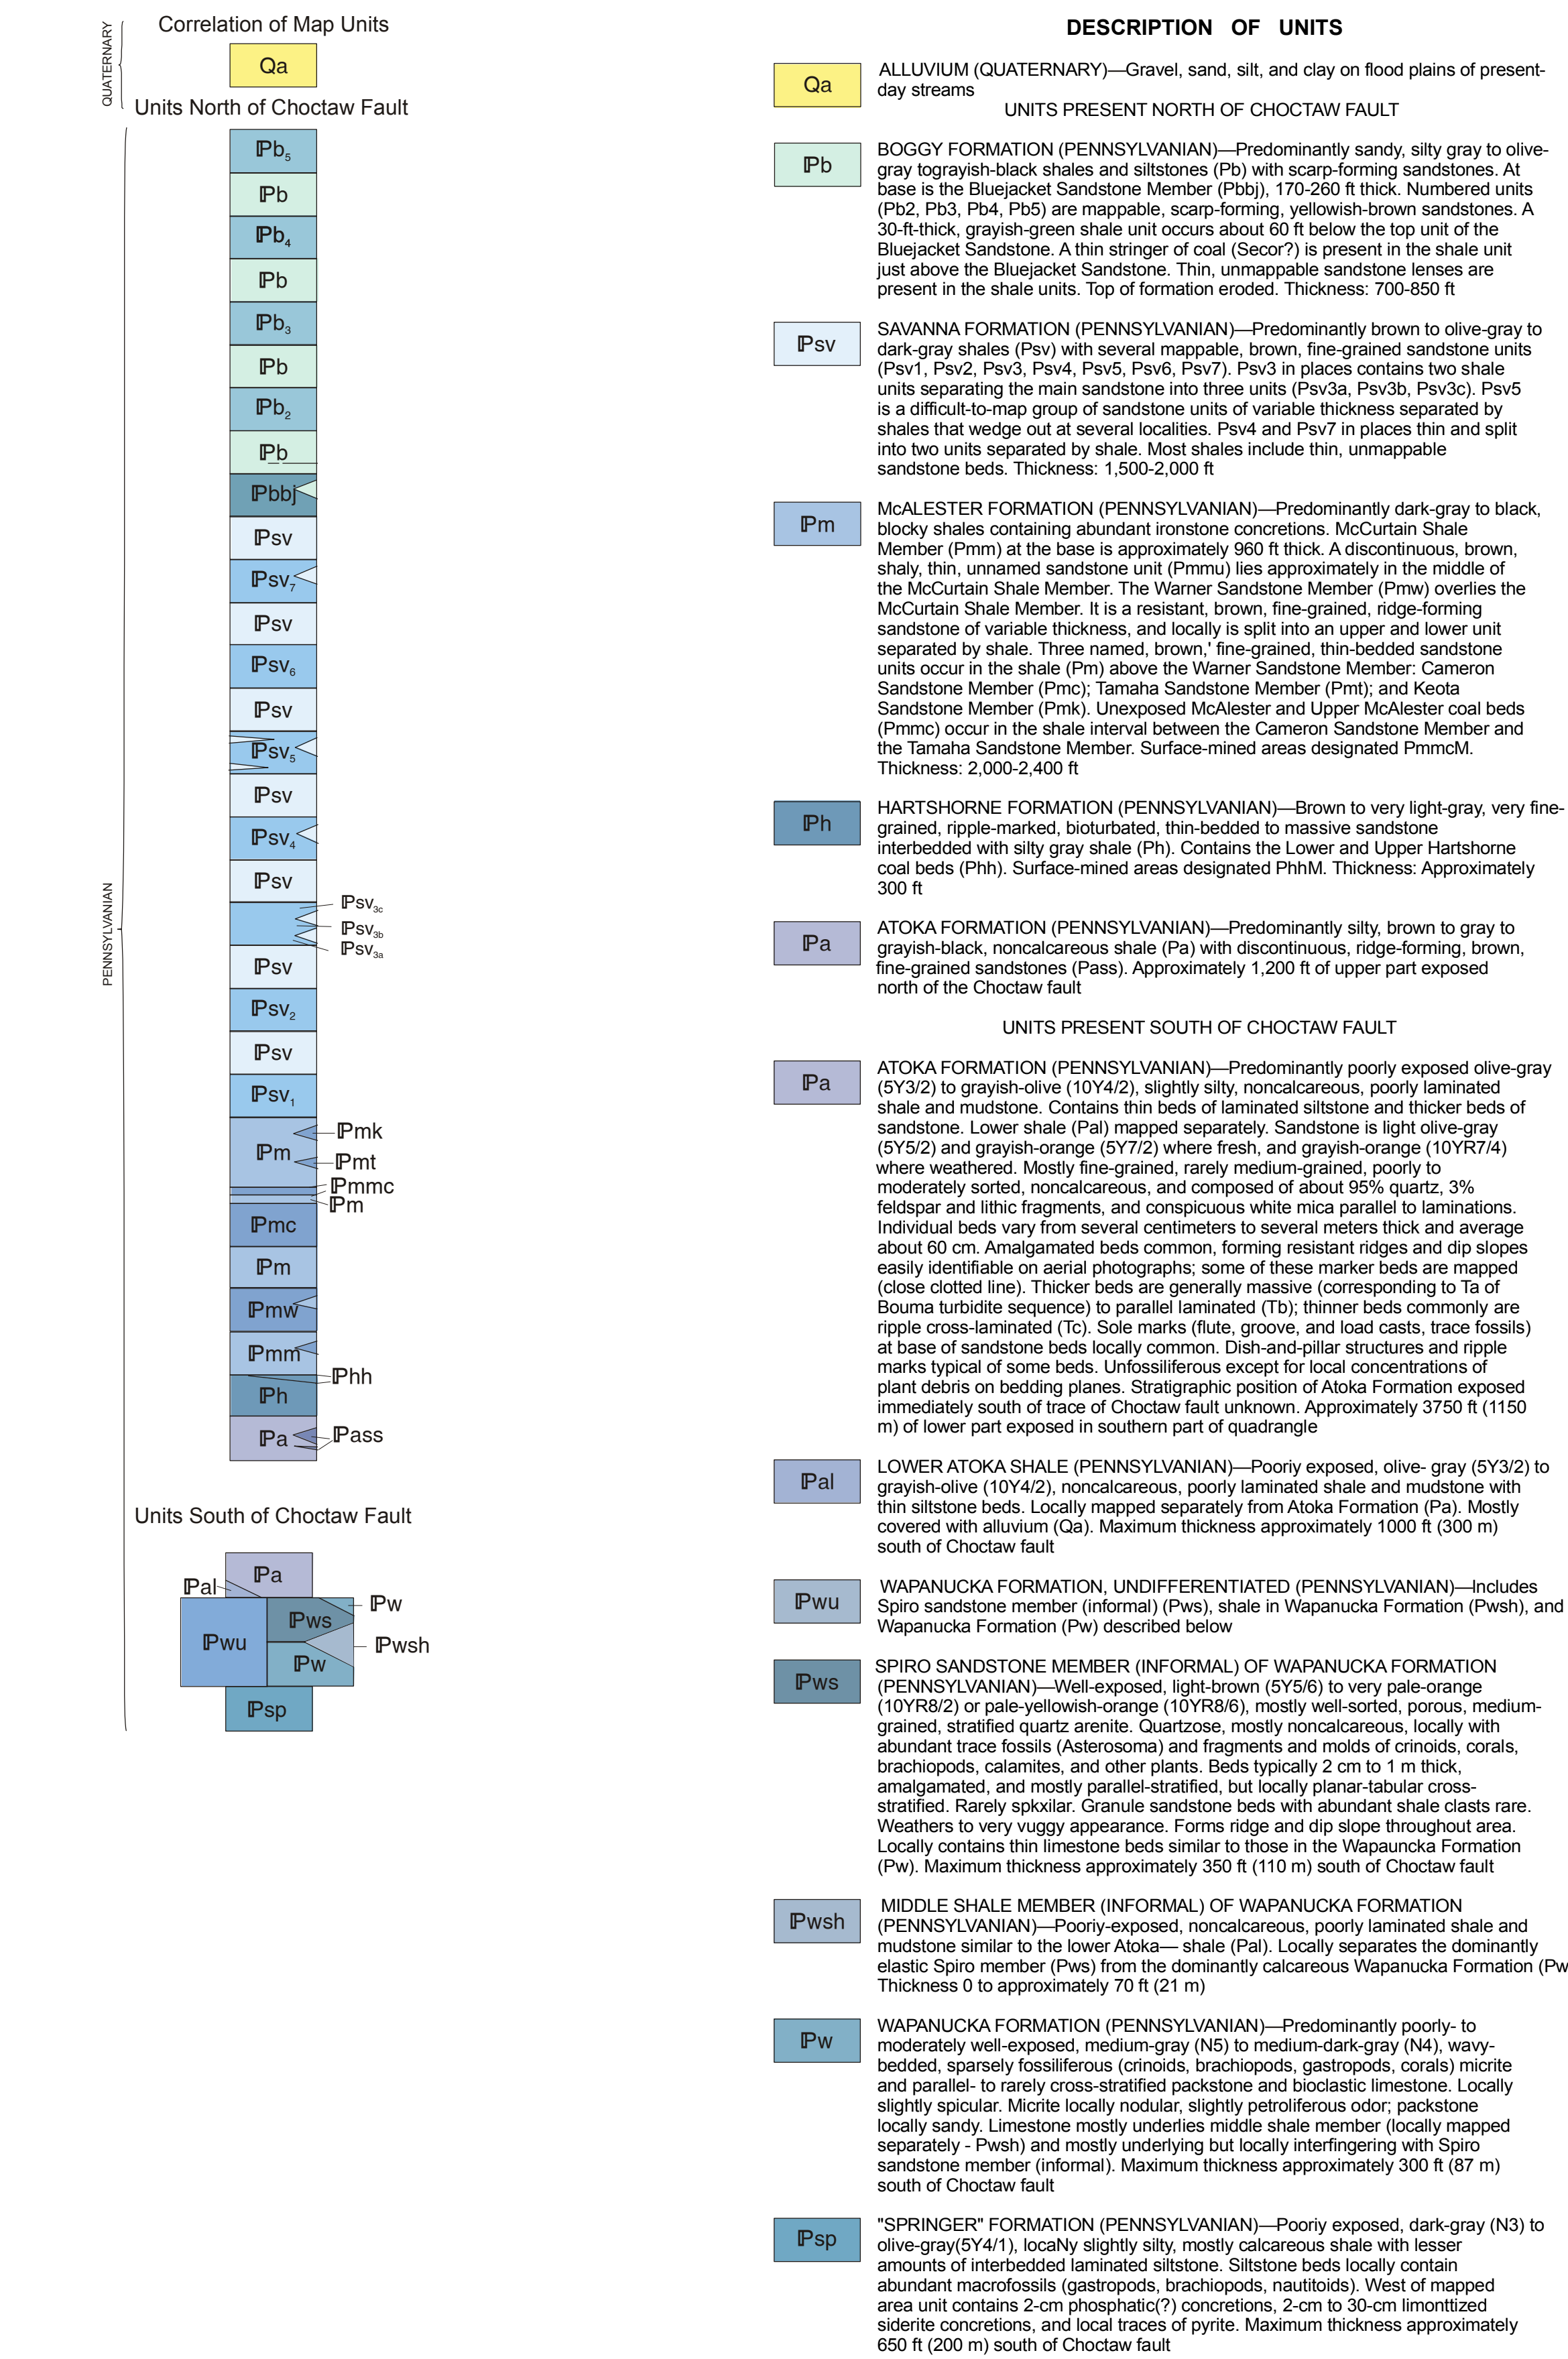 Correlation of Map Units
QUATERNARY
Qa
Units North of Choctaw Fault
PENNSYLVANIAN
ℙb5
ℙb
ℙb4
ℙb
ℙb3
ℙb
ℙb2
ℙb
ℙbbj
ℙsv
ℙsv7
ℙsv
ℙsv6
ℙsv
ℙsv5
ℙsv
ℙsv4
ℙsv
ℙsv3c
ℙsv3b
ℙsv3a
ℙsv
ℙsv2
ℙsv
ℙsv1
ℙm
ℙmk
ℙmt
ℙmmc
ℙm
ℙmc
ℙm
ℙmw
ℙmm
ℙhh
ℙh
ℙa
ℙass
Units South of Choctaw Fault
ℙa
ℙal
ℙw
ℙws
ℙwu
ℙwsh
ℙw
ℙsp
DESCRIPTION OF UNITS
Qa
ALLUVIUM (QUATERNARY)—Gravel, sand, silt, and clay on flood plains of present-
day streams
UNITS PRESENT NORTH OF CHOCTAW FAULT
ℙb
BOGGY FORMATION (PENNSYLVANIAN)—Predominantly sandy, silty gray to olive-
gray tograyish-black shales and siltstones (Pb) with scarp-forming sandstones. At
base is the Bluejacket Sandstone Member (Pbbj), 170-260 ft thick. Numbered units
(Pb2, Pb3, Pb4, Pb5) are mappable, scarp-forming, yellowish-brown sandstones. A
30-ft-thick, grayish-green shale unit occurs about 60 ft below the top unit of the
Bluejacket Sandstone. A thin stringer of coal (Secor?) is present in the shale unit
just above the Bluejacket Sandstone. Thin, unmappable sandstone lenses are
present in the shale units. Top of formation eroded. Thickness: 700-850 ft
ℙsv
SAVANNA FORMATION (PENNSYLVANIAN)—Predominantly brown to olive-gray to
dark-gray shales (Psv) with several mappable, brown, fine-grained sandstone units
(Psv1, Psv2, Psv3, Psv4, Psv5, Psv6, Psv7). Psv3 in places contains two shale
units separating the main sandstone into three units (Psv3a, Psv3b, Psv3c). Psv5
is a difficult-to-map group of sandstone units of variable thickness separated by
shales that wedge out at several localities. Psv4 and Psv7 in places thin and split
into two units separated by shale. Most shales include thin, unmappable
sandstone beds. Thickness: 1,500-2,000 ft
ℙm
McALESTER FORMATION (PENNSYLVANIAN)—Predominantly dark-gray to black,
blocky shales containing abundant ironstone concretions. McCurtain Shale
Member (Pmm) at the base is approximately 960 ft thick. A discontinuous, brown,
shaly, thin, unnamed sandstone unit (Pmmu) lies approximately in the middle of
the McCurtain Shale Member. The Warner Sandstone Member (Pmw) overlies the
McCurtain Shale Member. It is a resistant, brown, fine-grained, ridge-forming
sandstone of variable thickness, and locally is split into an upper and lower unit
separated by shale. Three named, brown,' fine-grained, thin-bedded sandstone
units occur in the shale (Pm) above the Warner Sandstone Member: Cameron
Sandstone Member (Pmc); Tamaha Sandstone Member (Pmt); and Keota
Sandstone Member (Pmk). Unexposed McAlester and Upper McAlester coal beds
(Pmmc) occur in the shale interval between the Cameron Sandstone Member and
the Tamaha Sandstone Member. Surface-mined areas designated PmmcM.
Thickness: 2,000-2,400 ft
ℙh
HARTSHORNE FORMATION (PENNSYLVANIAN)—Brown to very light-gray, very fine-
grained, ripple-marked, bioturbated, thin-bedded to massive sandstone
interbedded with silty gray shale (Ph). Contains the Lower and Upper Hartshorne
coal beds (Phh). Surface-mined areas designated PhhM. Thickness: Approximately
300 ft
ℙa
ATOKA FORMATION (PENNSYLVANIAN)—Predominantly silty, brown to gray to
grayish-black, noncalcareous shale (Pa) with discontinuous, ridge-forming, brown,
fine-grained sandstones (Pass). Approximately 1,200 ft of upper part exposed
north of the Choctaw fault
UNITS PRESENT SOUTH OF CHOCTAW FAULT
ℙa
ATOKA FORMATION (PENNSYLVANIAN)—Predominantly poorly exposed olive-gray
(5Y3/2) to grayish-olive (10Y4/2), slightly silty, noncalcareous, poorly laminated
shale and mudstone. Contains thin beds of laminated siltstone and thicker beds of
sandstone. Lower shale (Pal) mapped separately. Sandstone is light olive-gray
(5Y5/2) and grayish-orange (5Y7/2) where fresh, and grayish-orange (10YR7/4)
where weathered. Mostly fine-grained, rarely medium-grained, poorly to
moderately sorted, noncalcareous, and composed of about 95% quartz, 3%
feldspar and lithic fragments, and conspicuous white mica parallel to laminations.
Individual beds vary from several centimeters to several meters thick and average
about 60 cm. Amalgamated beds common, forming resistant ridges and dip slopes
easily identifiable on aerial photographs; some of these marker beds are mapped
(close clotted line). Thicker beds are generally massive (corresponding to Ta of
Bouma turbidite sequence) to parallel laminated (Tb); thinner beds commonly are
ripple cross-laminated (Tc). Sole marks (flute, groove, and load casts, trace fossils)
at base of sandstone beds locally common. Dish-and-pillar structures and ripple
marks typical of some beds. Unfossiliferous except for local concentrations of
plant debris on bedding planes. Stratigraphic position of Atoka Formation exposed
immediately south of trace of Choctaw fault unknown. Approximately 3750 ft (1150
m) of lower part exposed in southern part of quadrangle
ℙal
LOWER ATOKA SHALE (PENNSYLVANIAN)—Pooriy exposed, olive- gray (5Y3/2) to
grayish-olive (10Y4/2), noncalcareous, poorly laminated shale and mudstone with
thin siltstone beds. Locally mapped separately from Atoka Formation (Pa). Mostly
covered with alluvium (Qa). Maximum thickness approximately 1000 ft (300 m)
south of Choctaw fault
ℙwu
WAPANUCKA FORMATION, UNDIFFERENTIATED (PENNSYLVANIAN)—Includes
Spiro sandstone member (informal) (Pws), shale in Wapanucka Formation (Pwsh), and
Wapanucka Formation (Pw) described below
ℙws
SPIRO SANDSTONE MEMBER (INFORMAL) OF WAPANUCKA FORMATION
(PENNSYLVANIAN)—Well-exposed, light-brown (5Y5/6) to very pale-orange
(10YR8/2) or pale-yellowish-orange (10YR8/6), mostly well-sorted, porous, medium-
grained, stratified quartz arenite. Quartzose, mostly noncalcareous, locally with
abundant trace fossils (Asterosoma) and fragments and molds of crinoids, corals,
brachiopods, calamites, and other plants. Beds typically 2 cm to 1 m thick,
amalgamated, and mostly parallel-stratified, but locally planar-tabular cross-
stratified. Rarely spkxilar. Granule sandstone beds with abundant shale clasts rare.
Weathers to very vuggy appearance. Forms ridge and dip slope throughout area.
Locally contains thin limestone beds similar to those in the Wapauncka Formation
(Pw). Maximum thickness approximately 350 ft (110 m) south of Choctaw fault
ℙwsh
MIDDLE SHALE MEMBER (INFORMAL) OF WAPANUCKA FORMATION
(PENNSYLVANIAN)—Pooriy-exposed, noncalcareous, poorly laminated shale and
mudstone similar to the lower Atoka— shale (Pal). Locally separates the dominantly
elastic Spiro member (Pws) from the dominantly calcareous Wapanucka Formation (Pw
Thickness 0 to approximately 70 ft (21 m)
ℙw
WAPANUCKA FORMATION (PENNSYLVANIAN)—Predominantly poorly- to
moderately well-exposed, medium-gray (N5) to medium-dark-gray (N4), wavy-
bedded, sparsely fossiliferous (crinoids, brachiopods, gastropods, corals) micrite
and parallel- to rarely cross-stratified packstone and bioclastic limestone. Locally
slightly spicular. Micrite locally nodular, slightly petroliferous odor; packstone
locally sandy. Limestone mostly underlies middle shale member (locally mapped
separately - Pwsh) and mostly underlying but locally interfingering with Spiro
sandstone member (informal). Maximum thickness approximately 300 ft (87 m)
south of Choctaw fault
ℙsp
"SPRINGER" FORMATION (PENNSYLVANIAN)—Pooriy exposed, dark-gray (N3) to
olive-gray(5Y4/1), locaNy slightly silty, mostly calcareous shale with lesser
amounts of interbedded laminated siltstone. Siltstone beds locally contain
abundant macrofossils (gastropods, brachiopods, nautitoids). West of mapped
area unit contains 2-cm phosphatic(?) concretions, 2-cm to 30-cm limonttized
siderite concretions, and local traces of pyrite. Maximum thickness approximately
650 ft (200 m) south of Choctaw fault